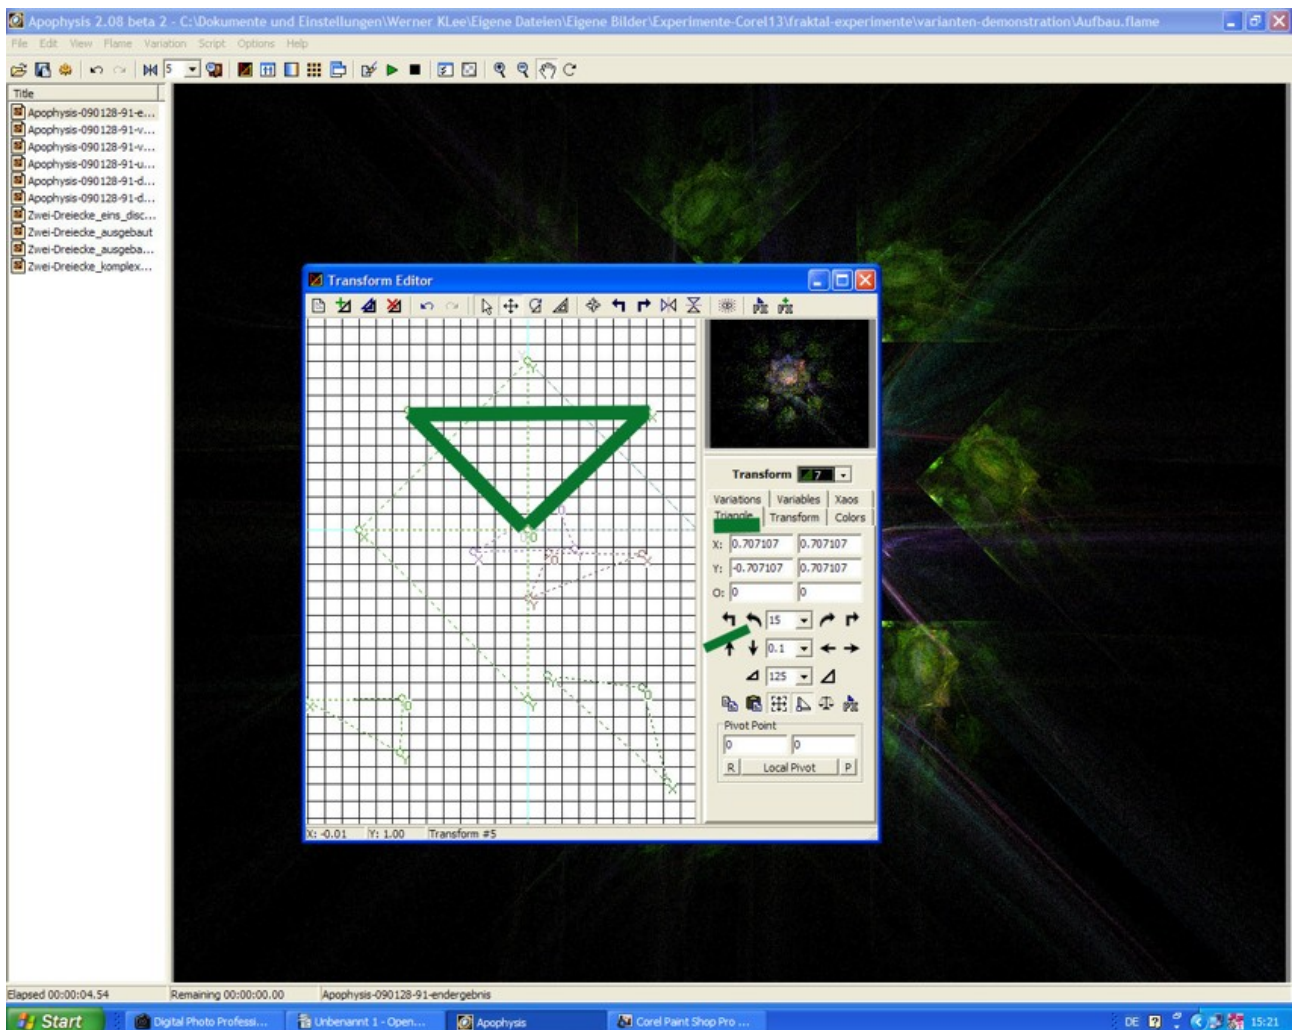 Apophysis 2.08 beta 2 - C:\Dokumente und Einstellungen\Werner KLee\Eigene Dateien\Eigene Bilder\Experimente-Corel13\fraktal-experimente\varianten-demonstration\Aufbau.flame
File Edit View Flame Variation Script Options Help
5
Title
Apophysis-090128-91-e...
Apophysis-090128-91-v...
Apophysis-090128-91-v...
Apophysis-090128-91-u...
Apophysis-090128-91-d...
Apophysis-090128-91-d...
Zwei-Dreiecke_eins_disc...
Zwei-Dreiecke_ausgebaut
Zwei-Dreiecke_ausgeba...
Zwei-Dreiecke_komplex...
Transform Editor
Transform 7
Variations Variables Xaos
Triangle Transform Colors
X: 0.707107 0.707107
Y: -0.707107 0.707107
O: 0 0
15
0.1
125
Pivot Point
0 0
R Local Pivot P
X: -0.01 Y: 1.00 Transform #5
Elapsed 00:00:04.54 Remaining 00:00:00.00 Apophysis-090128-91-endergebnis
Start Digital Photo Professi... Unbenannt 1 - Open... Apophysis Corel Paint Shop Pro ... DE 15:21